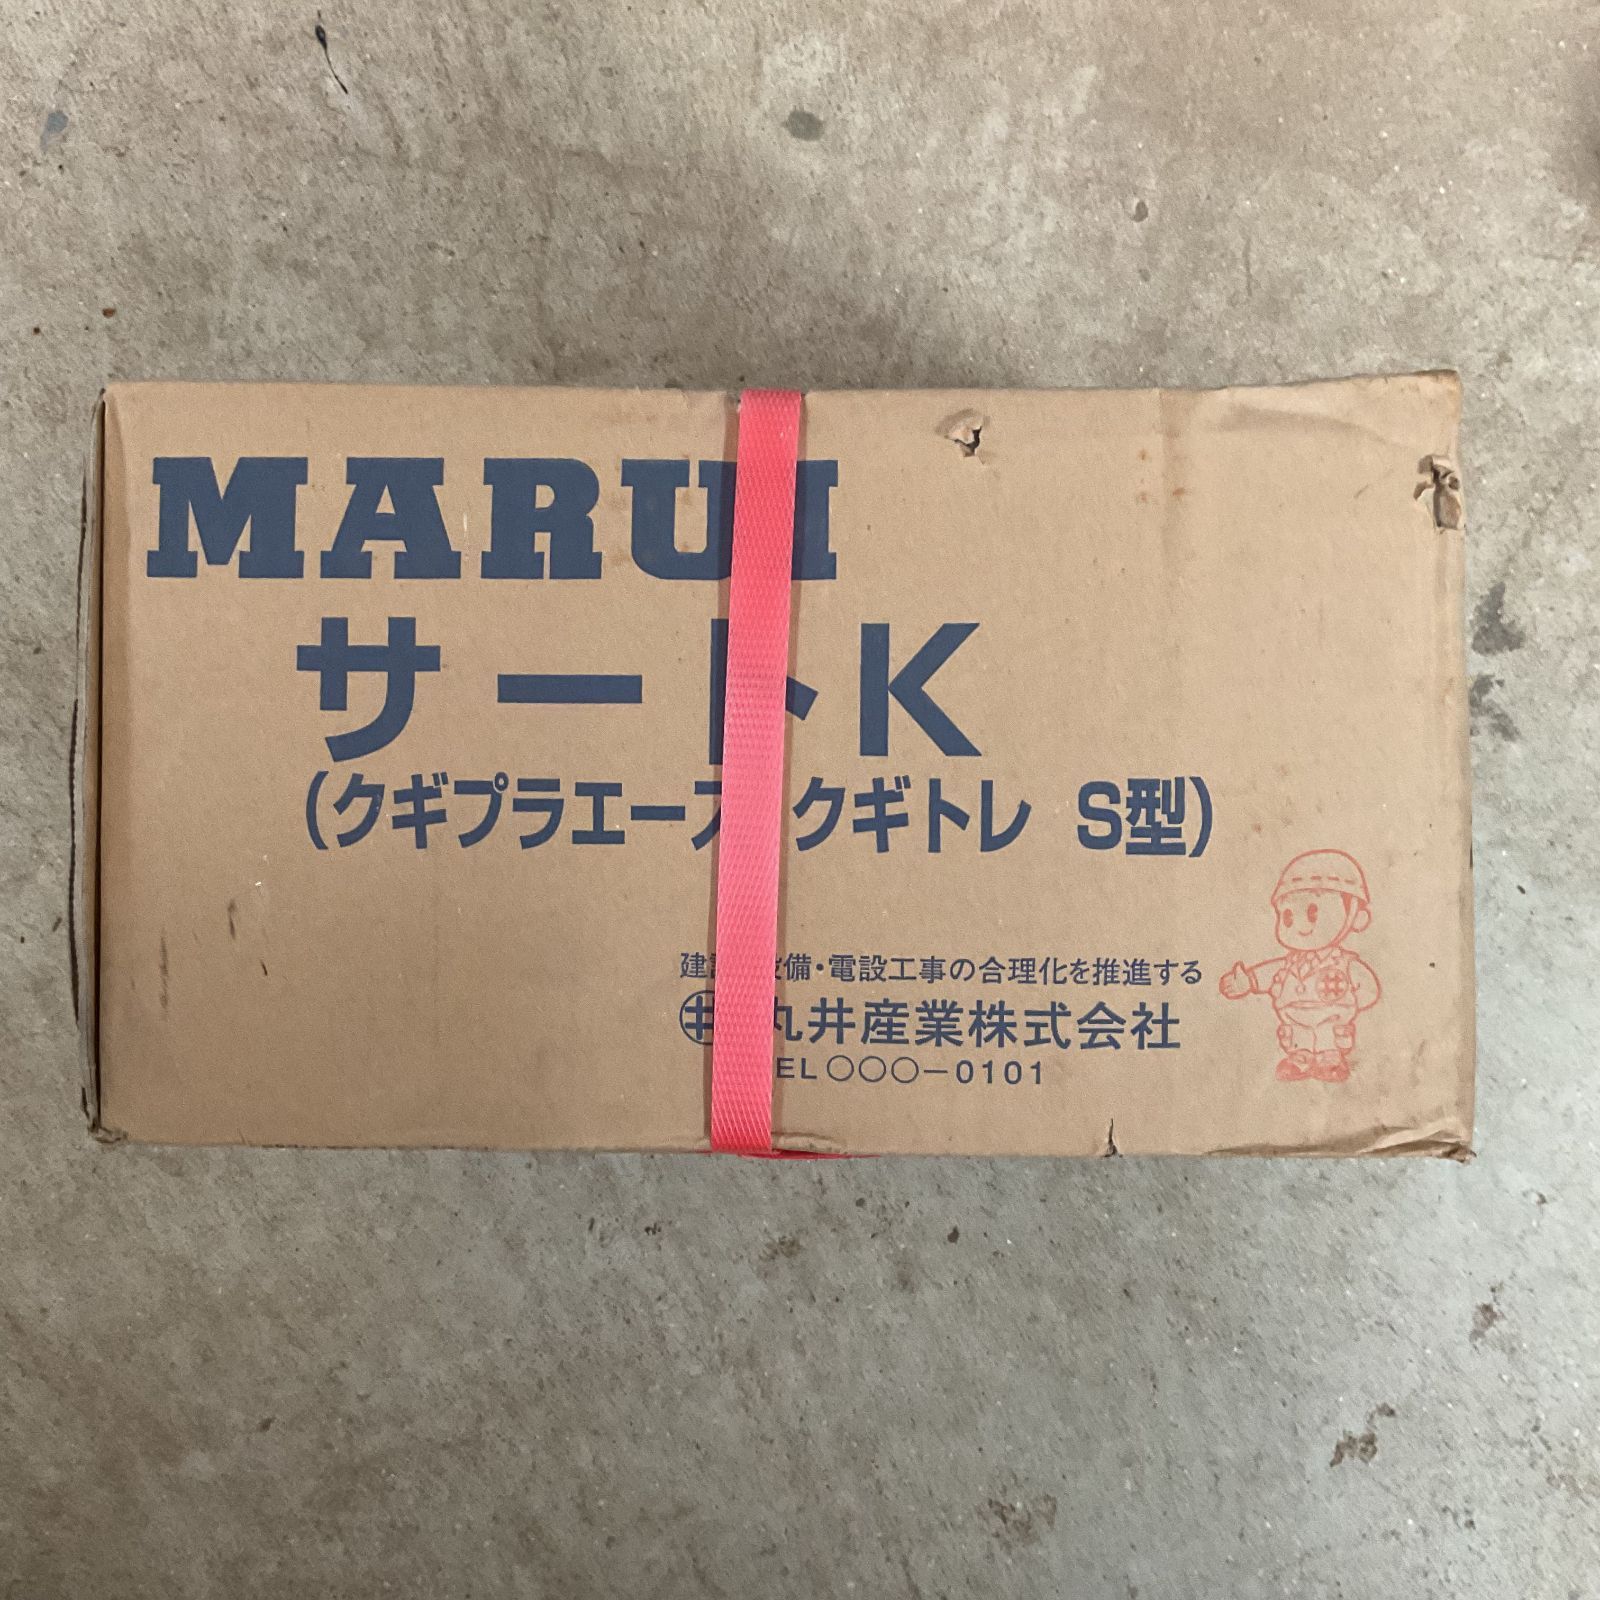 MARUI
サートK
(クギプラエース クギトレ S型)
建設設備・電設工事の合理化を推進する
丸井産業株式会社
TEL○○○－0101